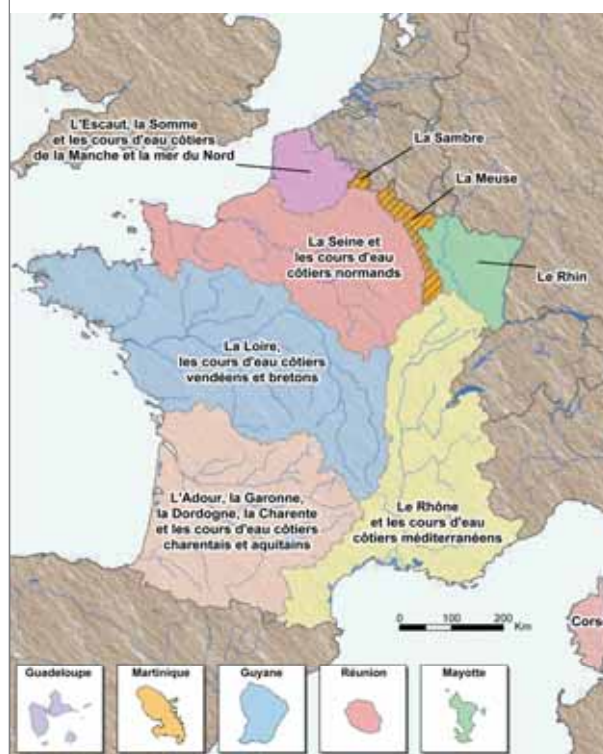 L'Escaut, la Somme
et les cours d'eau côtiers
de la Manche et la mer du Nord
La Sambre
La Meuse
La Seine et
les cours d'eau
côtiers normands
Le Rhin
La Loire,
les cours d'eau côtiers
vendéens et bretons
L'Adour, la Garonne,
la Dordogne, la Charente
et les cours d'eau côtiers
charentais et aquitains
Le Rhône
et les cours d'eau
côtiers méditerranéens
0 100 200
Km
Cors
Guadeloupe
Martinique
Guyane
Réunion
Mayotte